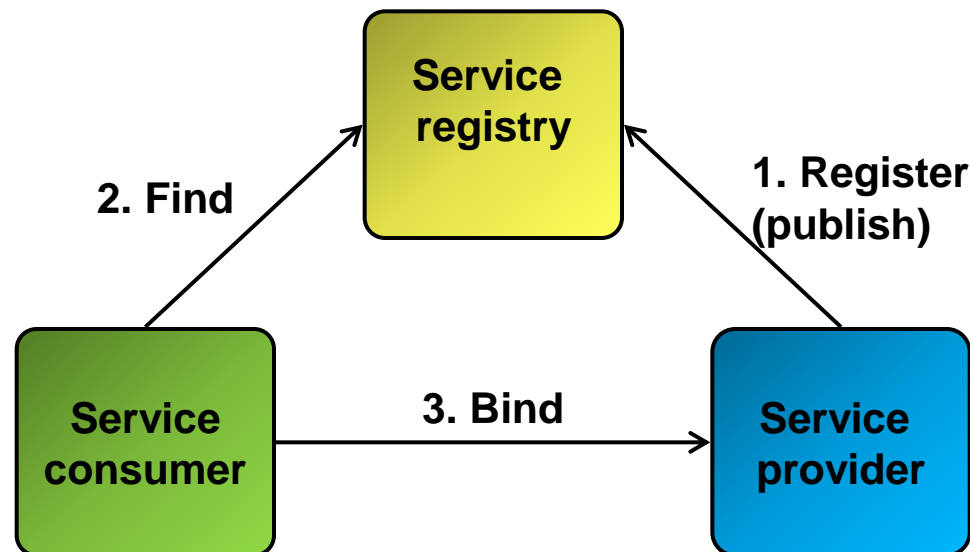 Service
registry
2. Find
1. Register
(publish)
3. Bind
Service
consumer
Service
provider